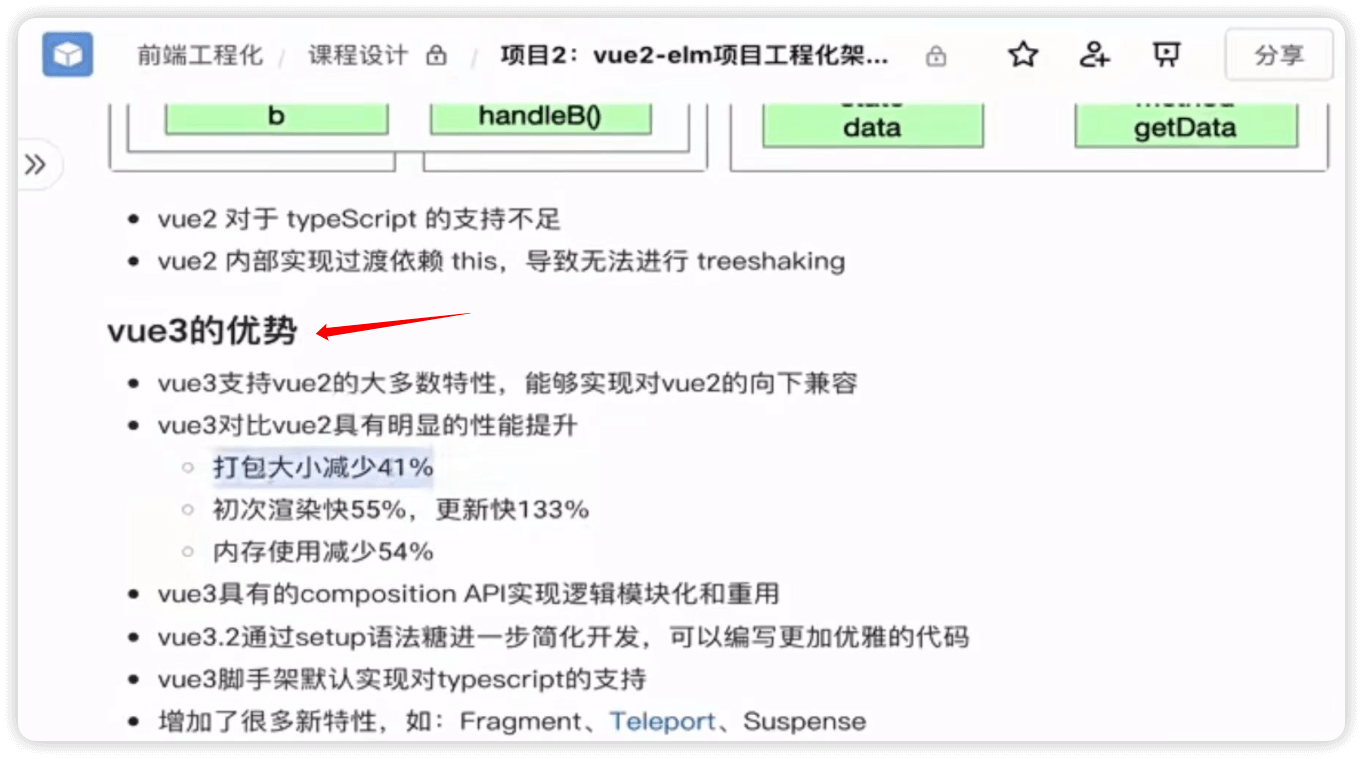 前端工程化 / 课程设计 / 项目2：vue2-elm项目工程化架... 分享
b handleB() data getData
vue2 对于 typeScript 的支持不足
vue2 内部实现过渡依赖 this，导致无法进行 treeshaking
vue3的优势
vue3支持vue2的大多数特性，能够实现对vue2的向下兼容
vue3对比vue2具有明显的性能提升
打包大小减少41%
初次渲染快55%，更新快133%
内存使用减少54%
vue3具有的composition API实现逻辑模块化和重用
vue3.2通过setup语法糖进一步简化开发，可以编写更加优雅的代码
vue3脚手架默认实现对typescript的支持
增加了很多新特性，如：Fragment、Teleport、Suspense